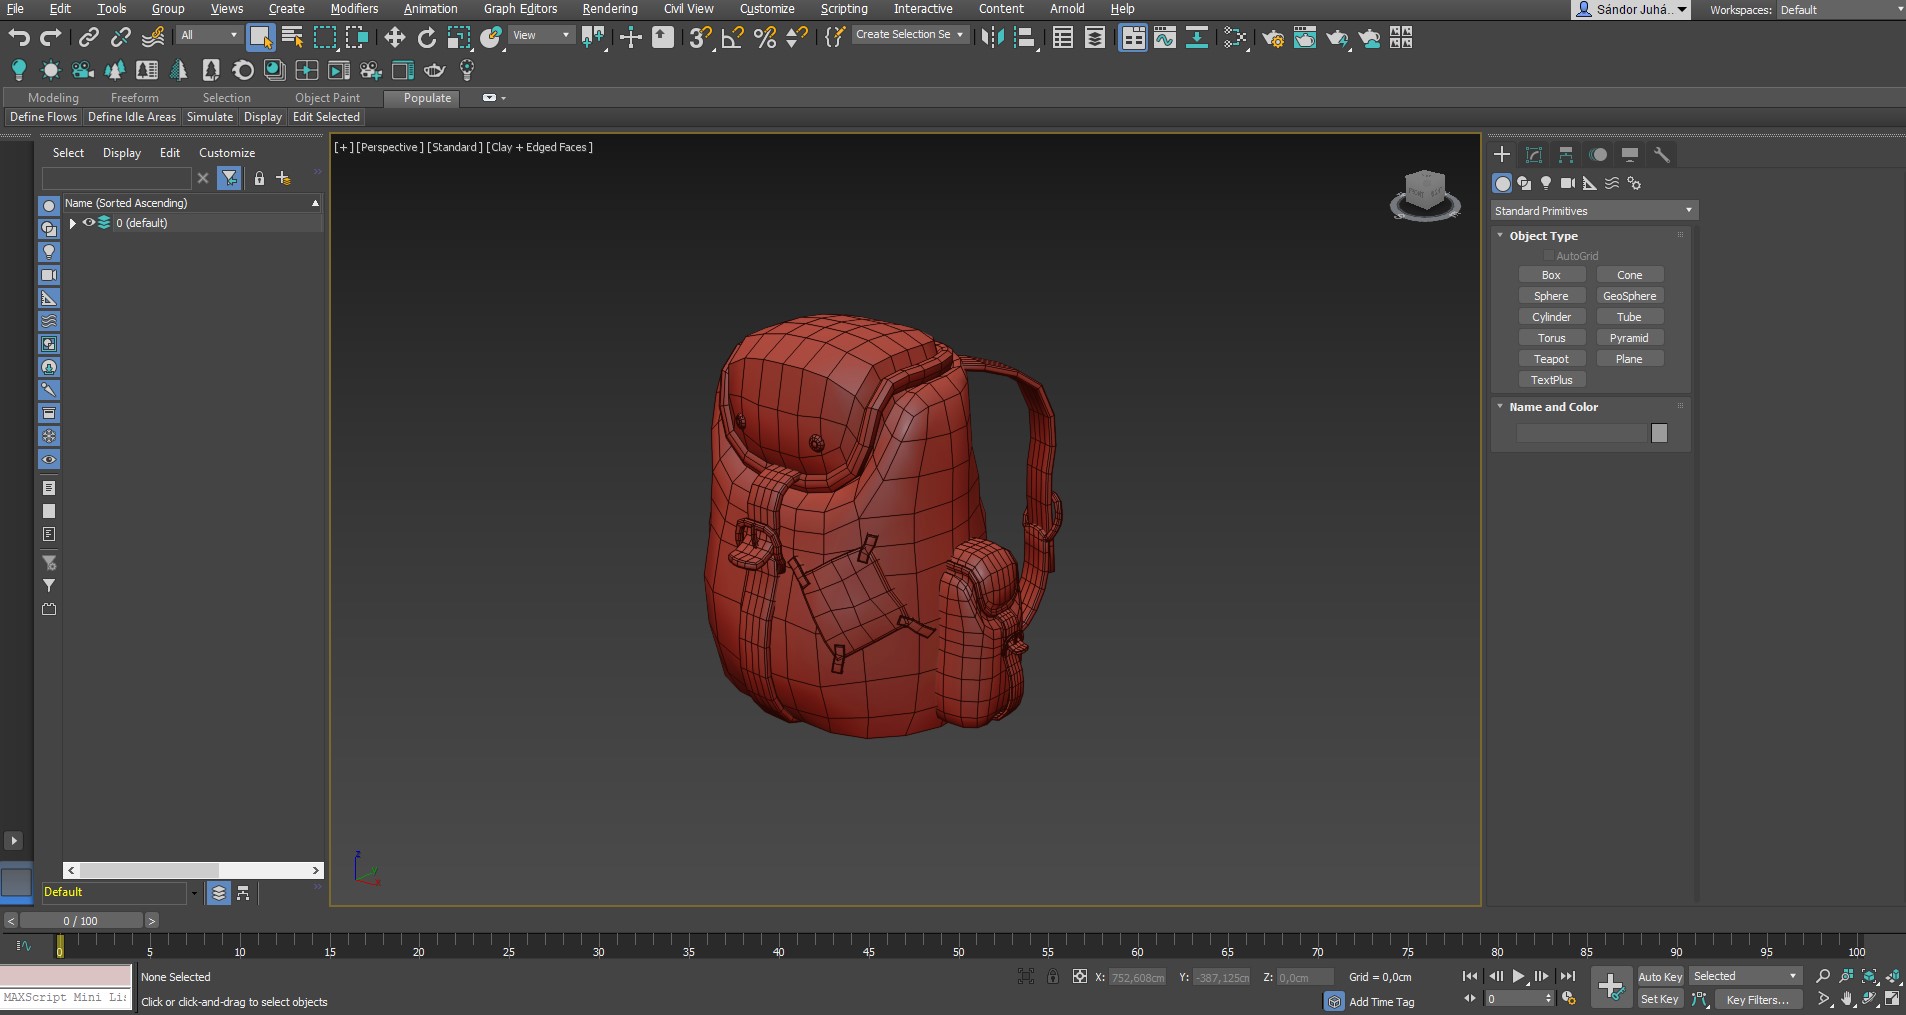 File Edit Tools Group Views Create Modifiers Animation Graph Editors Rendering Civil View Customize Scripting Interactive Content Arnold Help Sándor Juhá... Workspaces: Default
All View Create Selection Se
Modeling Freeform Selection Object Paint Populate
Define Flows Define Idle Areas Simulate Display Edit Selected
Select Display Edit Customize
[+] [Perspective ] [Standard ] [Clay + Edged Faces ]
Name (Sorted Ascending)
0 (default)
Standard Primitives
Object Type
AutoGrid
Box Cone
Sphere GeoSphere
Cylinder Tube
Torus Pyramid
Teapot Plane
TextPlus
Name and Color
z
y
x
Default
< 0 / 100 >
0 5 10 15 20 25 30 35 40 45 50 55 60 65 70 75 80 85 90 95 100
None Selected X: 752,608cm Y: -387,125cm Z: 0,0cm Grid = 0,0cm Auto Key Selected
MAXScript Mini Li
Click or click-and-drag to select objects Add Time Tag 0 Set Key Key Filters...